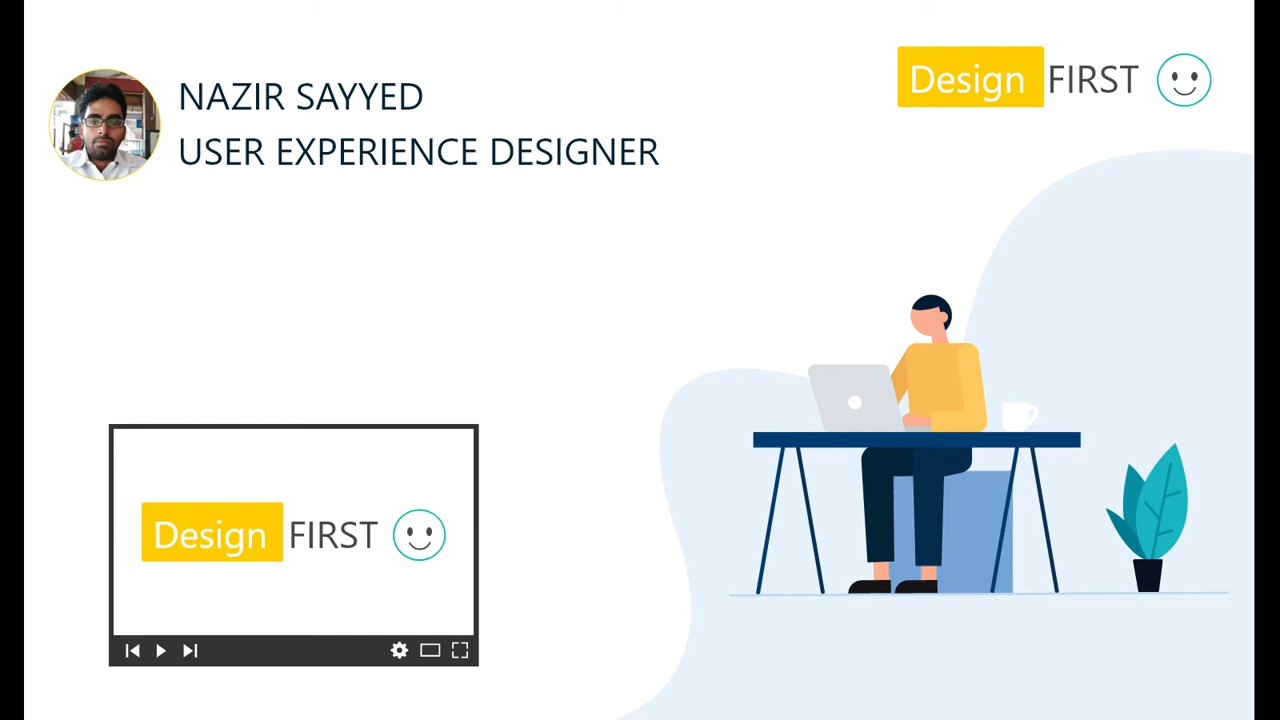 NAZIR SAYYED
USER EXPERIENCE DESIGNER
Design FIRST
Design FIRST